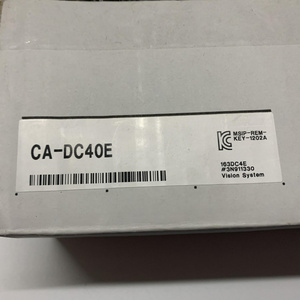 CA-DC40E
MSIP-REM-
KEY-1202A
163DC4E
#3N911330
Vision System